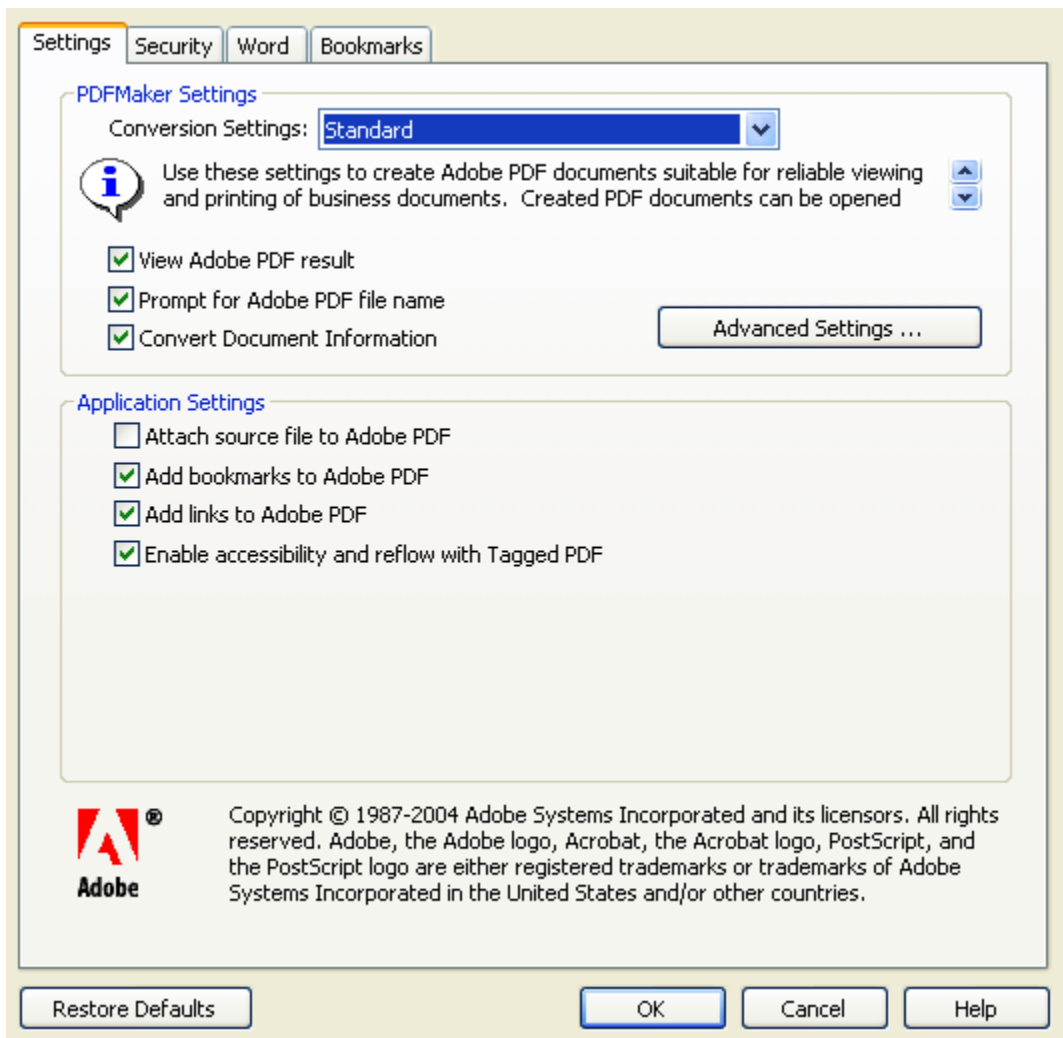 Settings Security Word Bookmarks
PDFMaker Settings
Conversion Settings: Standard
Use these settings to create Adobe PDF documents suitable for reliable viewing
and printing of business documents. Created PDF documents can be opened
View Adobe PDF result
Prompt for Adobe PDF file name
Convert Document Information
Advanced Settings ...
Application Settings
Attach source file to Adobe PDF
Add bookmarks to Adobe PDF
Add links to Adobe PDF
Enable accessibility and reflow with Tagged PDF
®
Adobe
Copyright © 1987-2004 Adobe Systems Incorporated and its licensors. All rights
reserved. Adobe, the Adobe logo, Acrobat, the Acrobat logo, PostScript, and
the PostScript logo are either registered trademarks or trademarks of Adobe
Systems Incorporated in the United States and/or other countries.
Restore Defaults OK Cancel Help